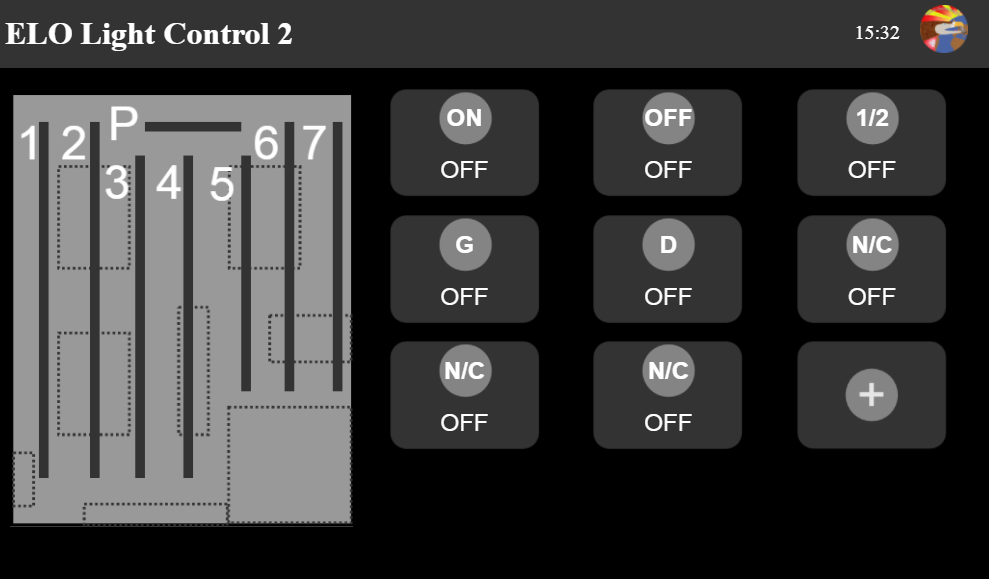 ELO Light Control 2
15:32
1 2 P 6 7
3 4 5
ON OFF 1/2
OFF OFF OFF
G D N/C
OFF OFF OFF
N/C N/C +
OFF OFF